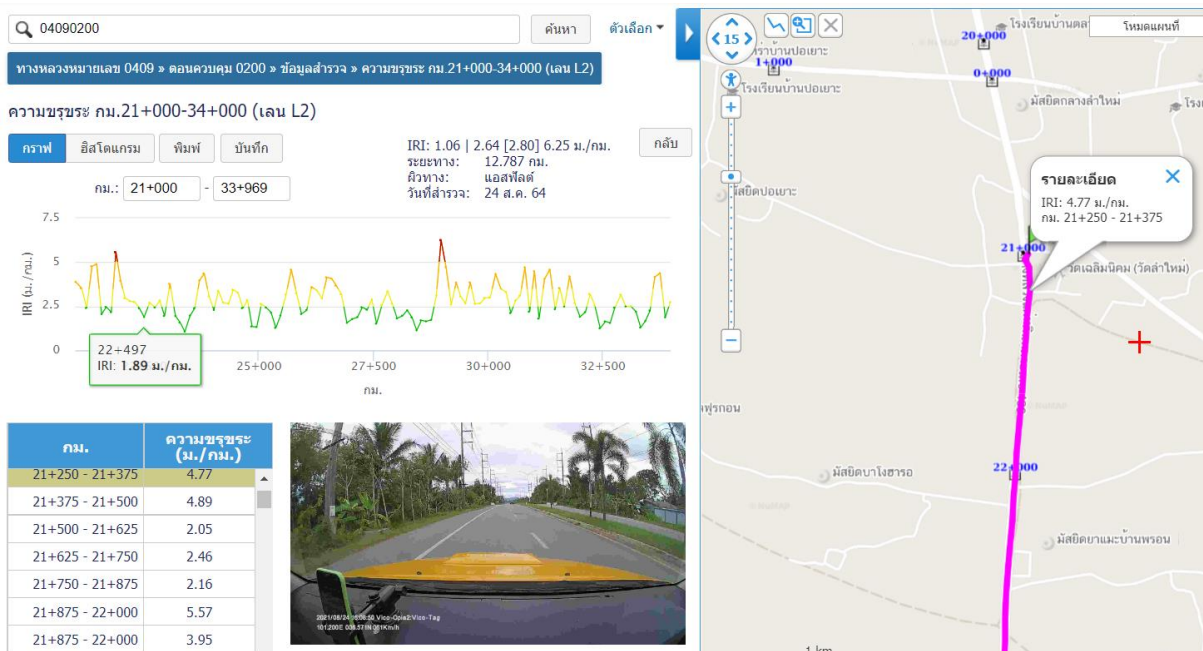 04090200
ค้นหา
ตัวเลือก
ทางหลวงหมายเลข 0409 » ตอนควบคุม 0200 » ข้อมูลสำรวจ » ความขรุขระ กม.21+000-34+000 (เลน L2)
ความขรุขระ กม.21+000-34+000 (เลน L2)
กราฟ
ฮิสโตแกรม
พิมพ์
บันทึก
IRI: 1.06 | 2.64 [2.80] 6.25 ม./กม.
ระยะทาง: 12.787 กม.
ผิวทาง: แอสฟัลต์
วันที่สำรวจ: 24 ส.ค. 64
กลับ
กม.: 21+000 - 33+969
IRI (ม./กม.)
7.5
5
2.5
0
22+497
IRI: 1.89 ม./กม.
25+000
27+500
30+000
32+500
กม.
กม.
ความขรุขระ
(ม./กม.)
21+250 - 21+375 4.77
21+375 - 21+500 4.89
21+500 - 21+625 2.05
21+625 - 21+750 2.46
21+750 - 21+875 2.16
21+875 - 22+000 5.57
21+875 - 22+000 3.95
15
โหมดแผนที่
20+000
1+000
โรงเรียนบ้านปอเยาะ
0+000
มัสยิดกลางลำใหม่
มัสยิดปอเยาะ
รายละเอียด
IRI: 4.77 ม./กม.
กม. 21+250 - 21+375
21+000
วัดเฉลิมนิคม (วัดลำใหม่)
22+000
มัสยิดบาโงฮารอ
มัสยิดยาแมะบ้านพรอน
1 km